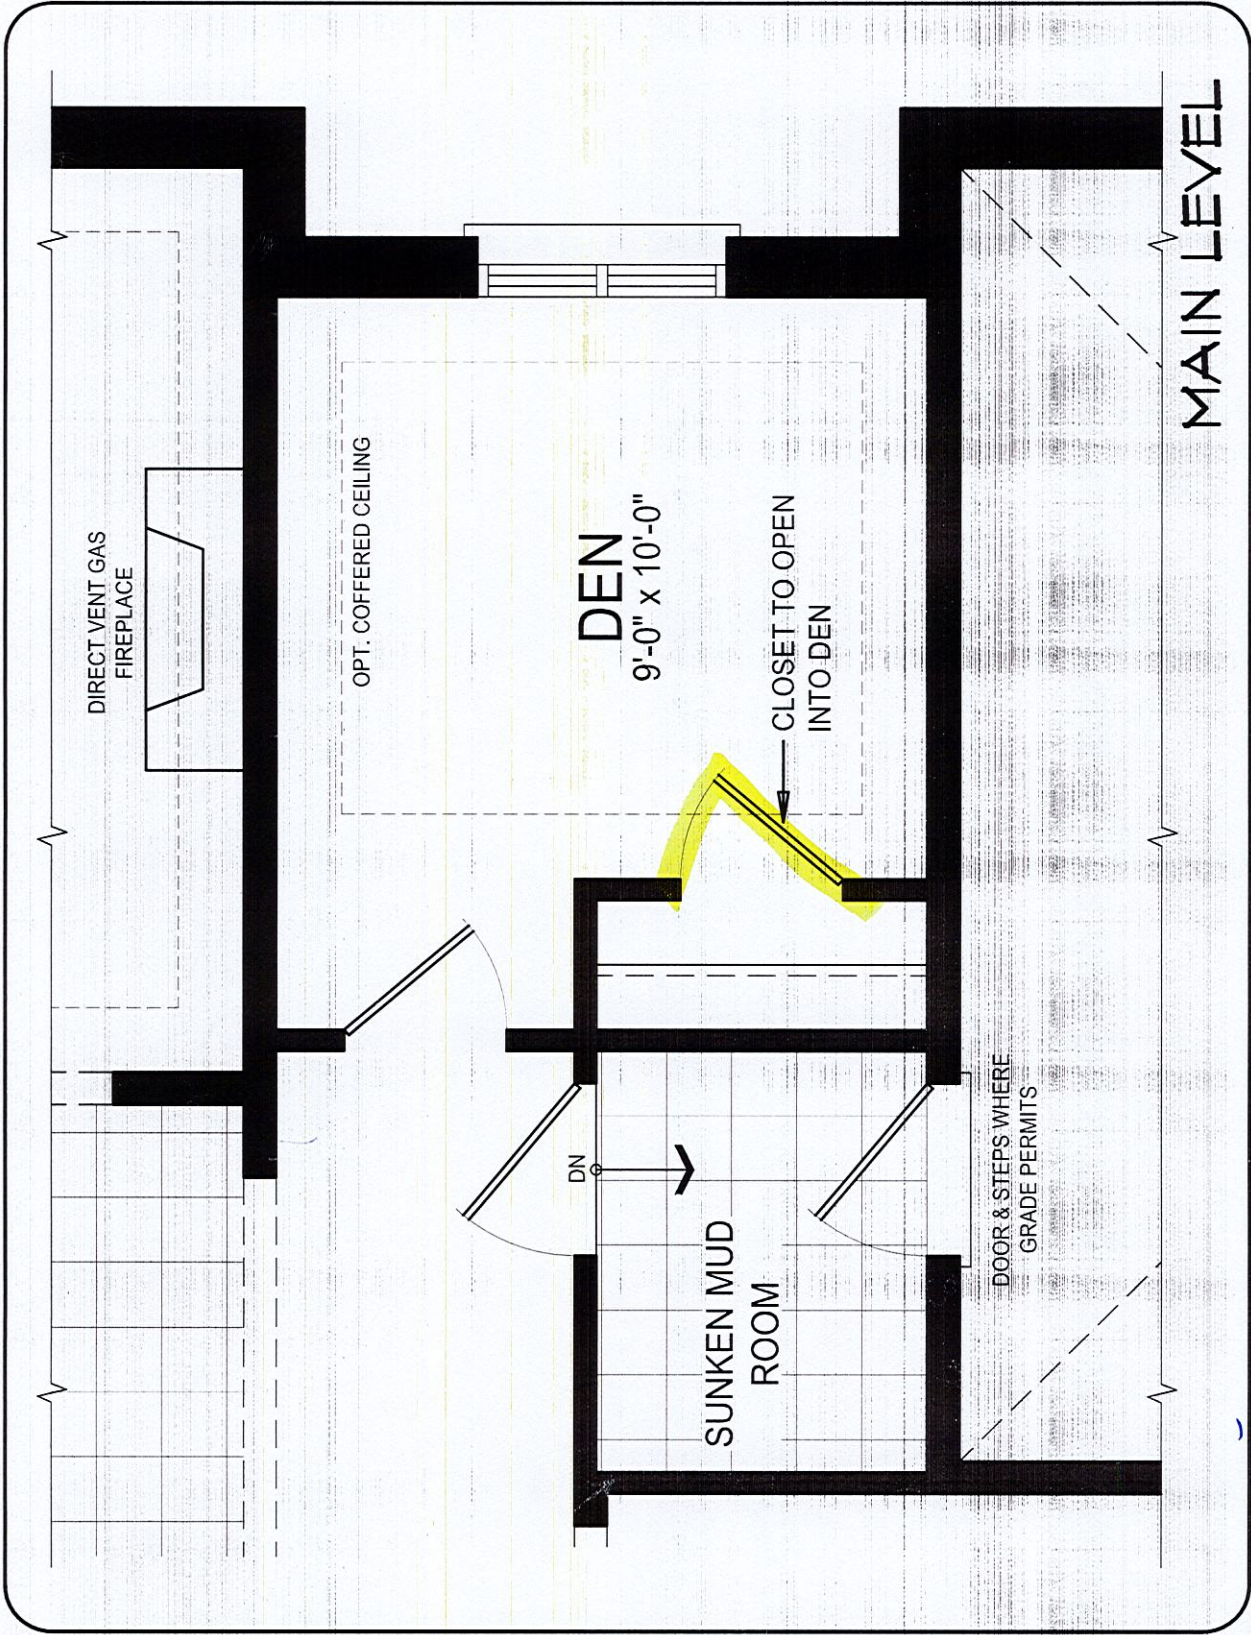 DIRECT VENT GAS
FIREPLACE
OPT. COFFERED CEILING
DEN
9'-0" x 10'-0"
CLOSET TO OPEN
INTO DEN
DN
SUNKEN MUD
ROOM
DOOR & STEPS WHERE
GRADE PERMITS
MAIN LEVEL